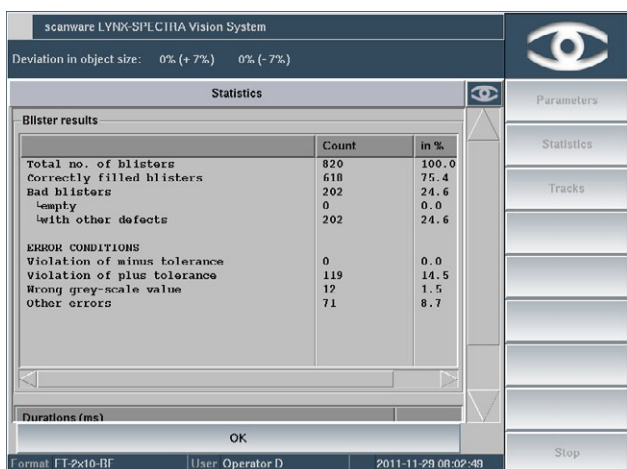 scanware LYNX-SPECTRA Vision System
Deviation in object size: 0% (+ 7%) 0% (- 7%)
Statistics
Blister results
Count in %
Total no. of blisters 820 100.0
Correctly filled blisters 618 75.4
Bad blisters 202 24.6
empty 0 0.0
with other defects 202 24.6
ERROR CONDITIONS
Violation of minus tolerance 0 0.0
Violation of plus tolerance 119 14.5
Wrong grey-scale value 12 1.5
Other errors 71 8.7
Durations (ms)
OK
Format FT-2x10-BF User Operator D 2011-11-29 08:02:49
Parameters
Statistics
Tracks
Stop